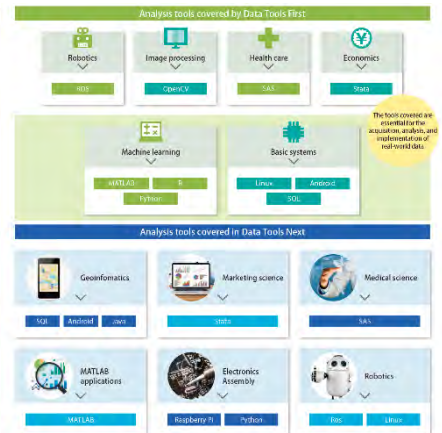 Analysis tools covered by Data Tools First
Robotics
Image processing
Health care
Economics
ROS
OpenCV
SAS
Stata
The tools covered are
essential for the
acquisition, analysis, and
implementation of
real-world data.
Machine learning
Basic systems
MATLAB
R
Linux
Android
Python
SQL
Analysis tools covered in Data Tools Next
Geoinfomatics
Marketing science
Medical science
SQL
Android
Java
Stata
SAS
MATLAB
applications
Electronics
Assembly
Robotics
MATLAB
Raspberry Pi
Python
Ros
Linux